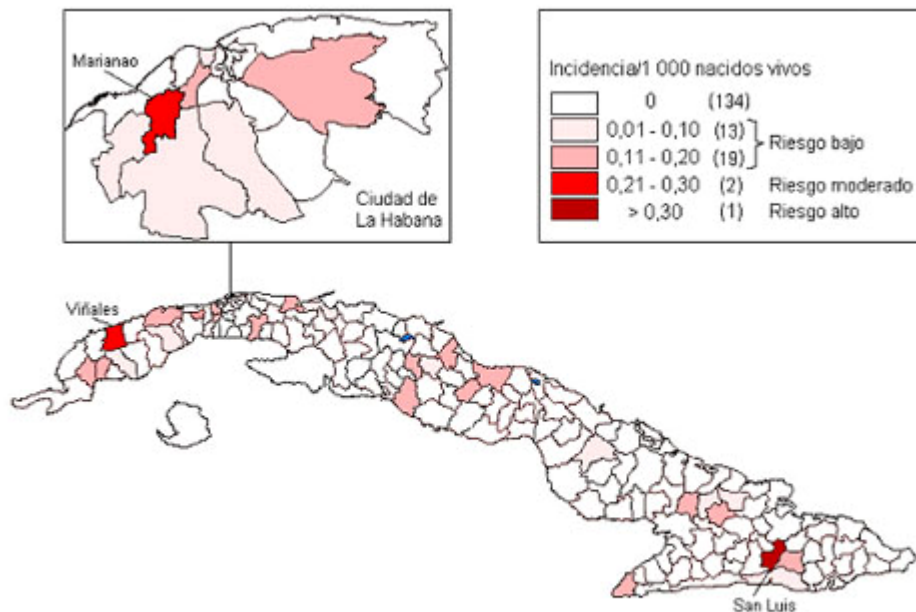 Marianao
Ciudad de
La Habana
Incidencia/1 000 nacidos vivos
0 (134)
0,01 - 0,10 (13)
Riesgo bajo
0,11 - 0,20 (19)
0,21 - 0,30 (2) Riesgo moderado
> 0,30 (1) Riesgo alto
Viñales
San Luis